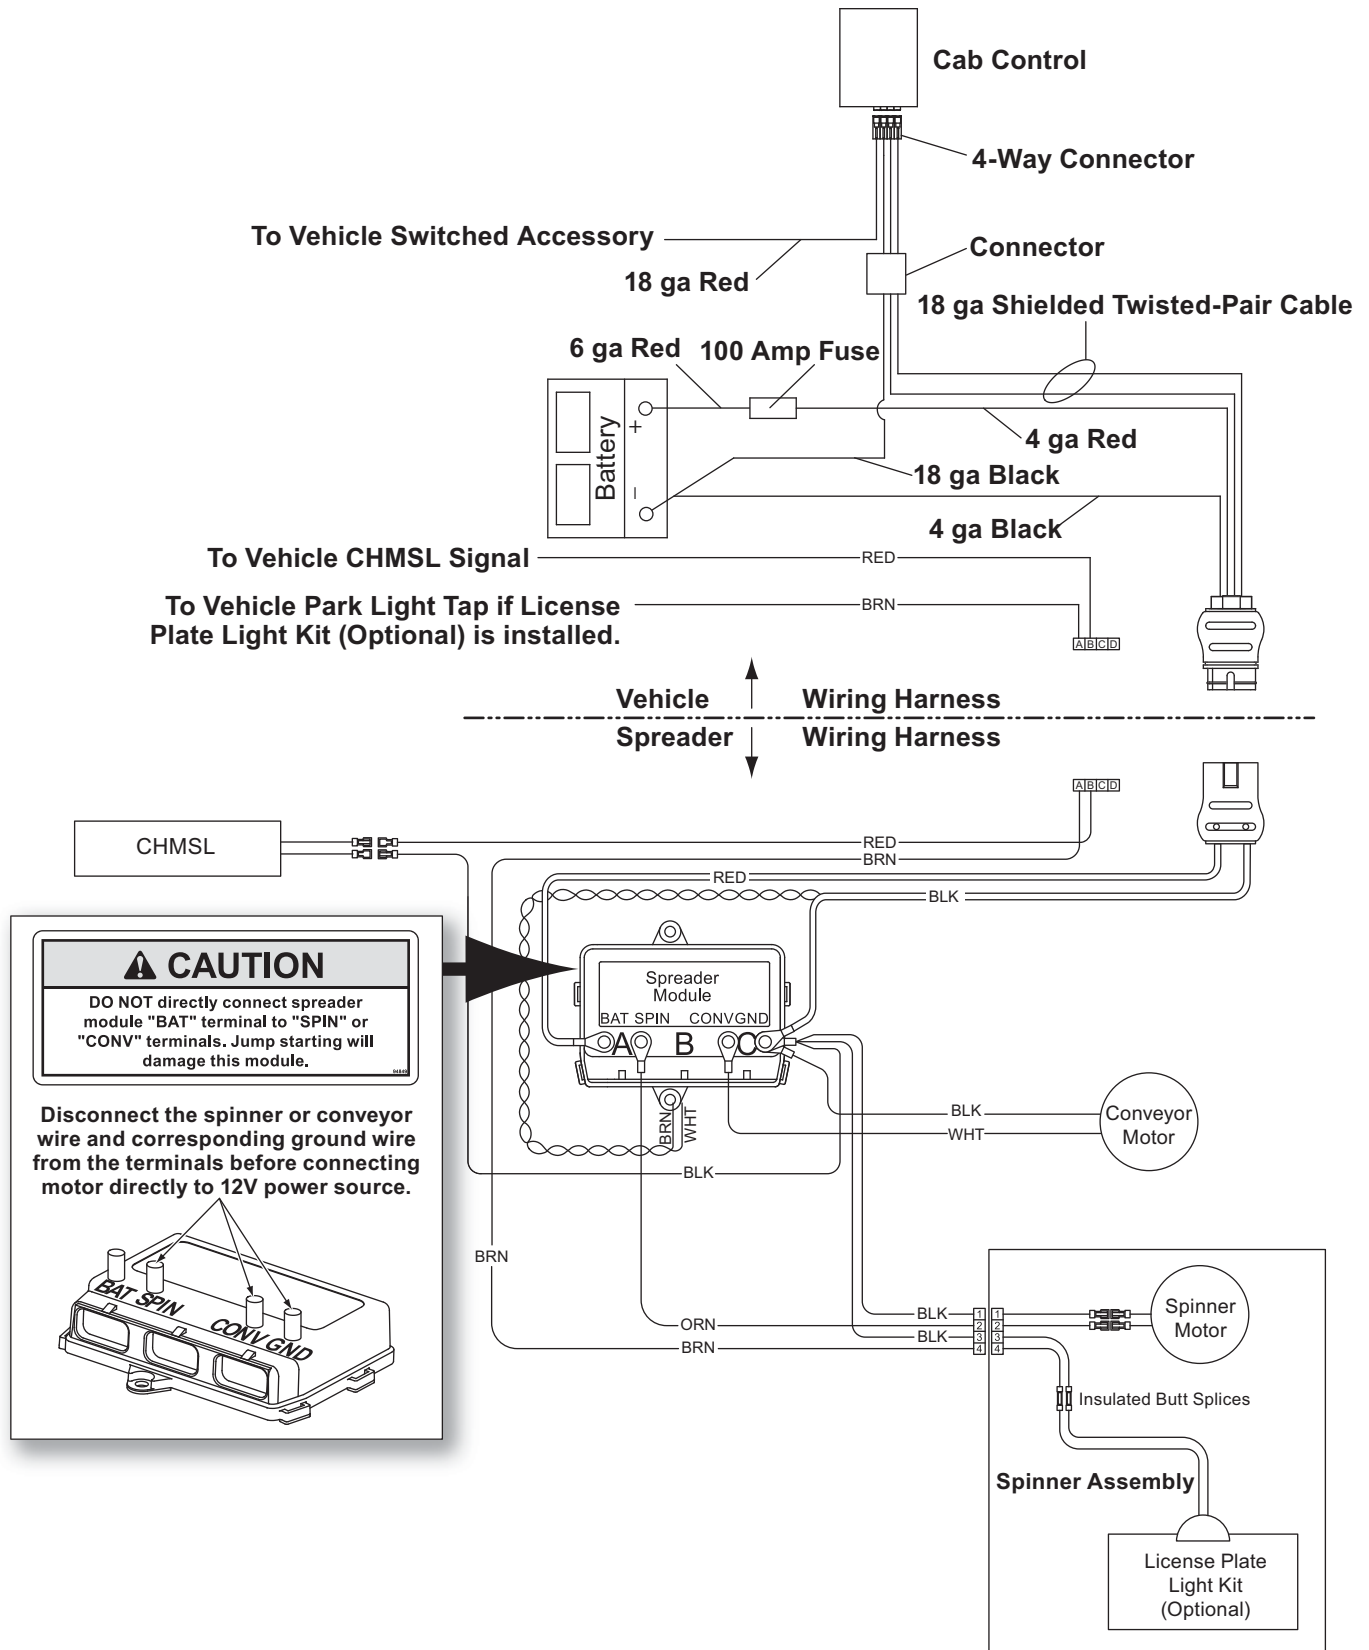 Cab Control
4-Way Connector
To Vehicle Switched Accessory
18 ga Red
Connector
18 ga Shielded Twisted-Pair Cable
6 ga Red
100 Amp Fuse
Battery
+
–
4 ga Red
18 ga Black
4 ga Black
To Vehicle CHMSL Signal
RED
To Vehicle Park Light Tap if License
Plate Light Kit (Optional) is installed.
BRN
A B C D
Vehicle
Wiring Harness
Spreader
Wiring Harness
A B C D
CHMSL
RED
BRN
RED
BLK
Spreader
Module
BAT SPIN CONV GND
A B C
BRN
WHT
BLK
WHT
Conveyor
Motor
BLK
CAUTION
DO NOT directly connect spreader
module "BAT" terminal to "SPIN" or
"CONV" terminals. Jump starting will
damage this module.
Disconnect the spinner or conveyor
wire and corresponding ground wire
from the terminals before connecting
motor directly to 12V power source.
BAT SPIN
CONV GND
BRN
BLK
ORN
BLK
BRN
1 1
2 2
3 3
4 4
Spinner
Motor
Insulated Butt Splices
Spinner Assembly
License Plate
Light Kit
(Optional)